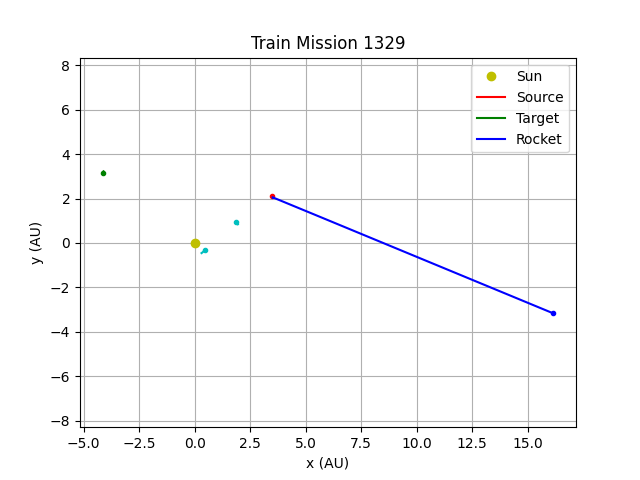 Train Mission 1329
Sun
Source
Target
Rocket
8
6
4
2
0
−2
−4
−6
−8
y (AU)
−5.0 −2.5 0.0 2.5 5.0 7.5 10.0 12.5 15.0
x (AU)